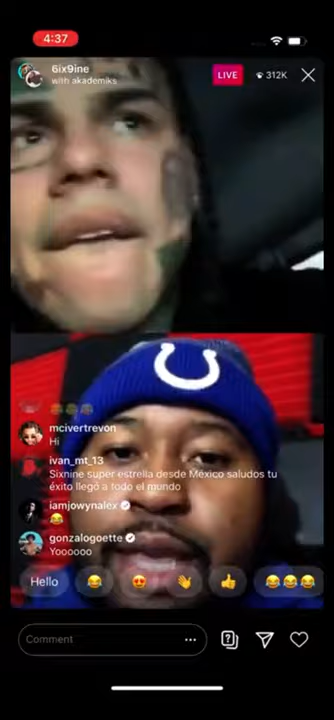 4:37
6ix9ine
with akademiks
LIVE
312K
mcivertrevon
Hi
ivan_mt_13
Sixnine super estrella desde México saludos tu
éxito llegó a todo el mundo
iamjowynalex
gonzalogoette
Yoooooo
Hello
Comment